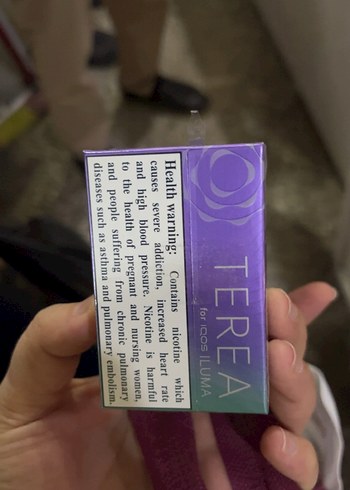 TEREA
for IQOS ILUMA
Health warning: Contains nicotine which
causes severe addiction, increased heart rate
and high blood pressure. Nicotine is harmful
to the health of pregnant and nursing women,
and people suffering from chronic pulmonary
diseases such as asthma and pulmonary embolism.